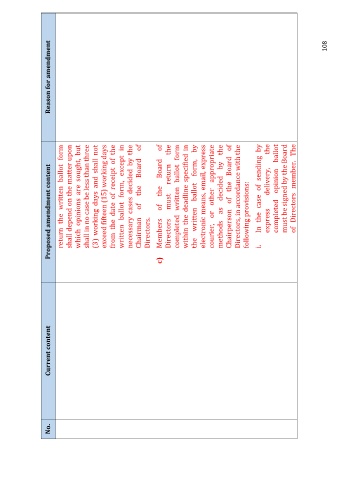 No.
Current content
Proposed amendment content
Reason for amendment
return the written ballot form
shall depend on the matter upon
which opinions are sought, but
shall in no case be less than three
(3) working days and shall not
exceed fifteen (15) working days
from the date of receipt of the
written ballot form, except in
necessary cases decided by the
Chairman of the Board of
Directors.
c) Members of the Board of
Directors must return the
completed written ballot form
within the deadline specified in
the written ballot form, by
electronic means, email, express
courier, or other appropriate
methods as decided by the
Chairperson of the Board of
Directors, in accordance with the
following provisions:
i. In the case of sending by
express delivery, the
completed opinion ballot
must be signed by the Board
of Directors member. The
108